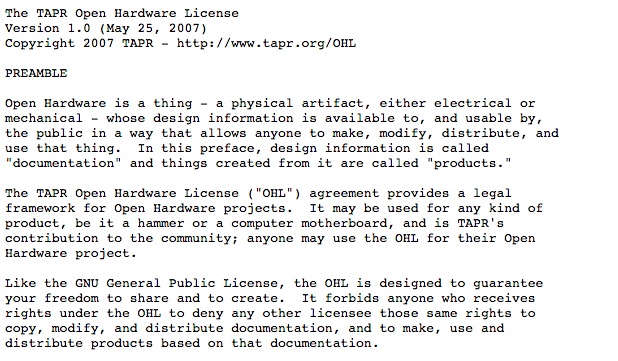 The TAPR Open Hardware License
Version 1.0 (May 25, 2007)
Copyright 2007 TAPR - http://www.tapr.org/OHL
PREAMBLE
Open Hardware is a thing - a physical artifact, either electrical or
mechanical - whose design information is available to, and usable by,
the public in a way that allows anyone to make, modify, distribute, and
use that thing.  In this preface, design information is called
"documentation" and things created from it are called "products."
The TAPR Open Hardware License ("OHL") agreement provides a legal
framework for Open Hardware projects.  It may be used for any kind of
product, be it a hammer or a computer motherboard, and is TAPR's
contribution to the community; anyone may use the OHL for their Open
Hardware project.
Like the GNU General Public License, the OHL is designed to guarantee
your freedom to share and to create.  It forbids anyone who receives
rights under the OHL to deny any other licensee those same rights to
copy, modify, and distribute documentation, and to make, use and
distribute products based on that documentation.